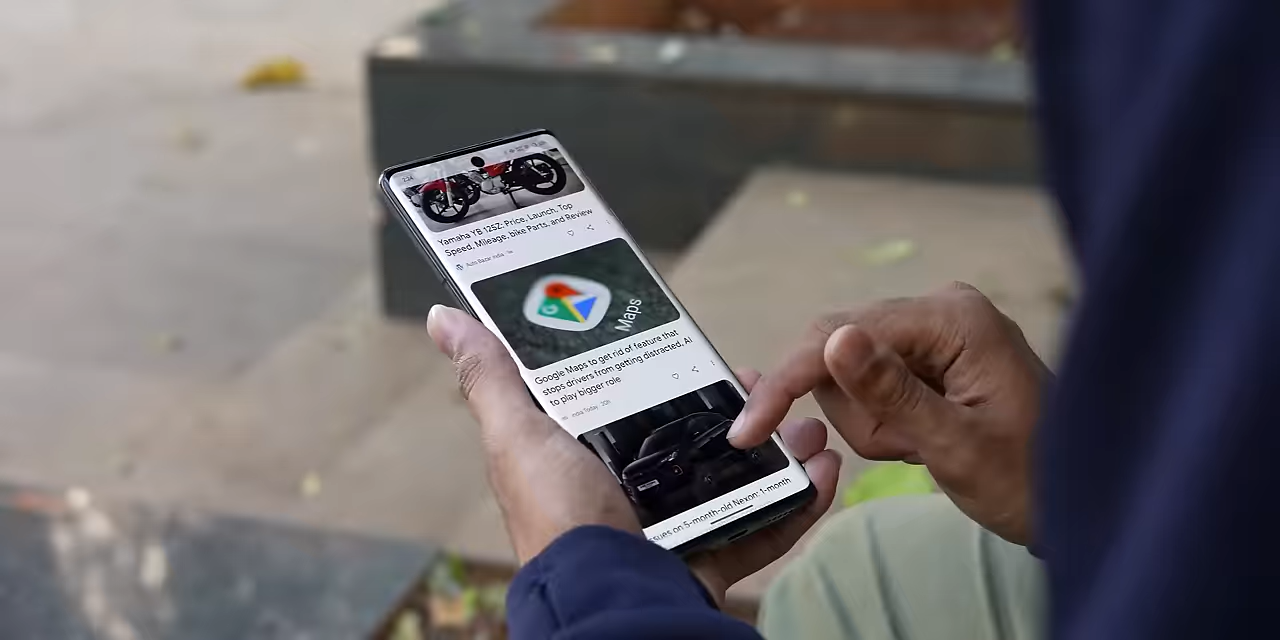 Yamaha YB 125Z: Price, Launch, Top
Speed, Mileage, bike Parts, and Review
Auto Bazar India
G
Maps
Google Maps to get rid of feature that
stops drivers from getting distracted, AI
to play bigger role
India Today · 20h
ssues on 5-month-old Nexon: 1-month